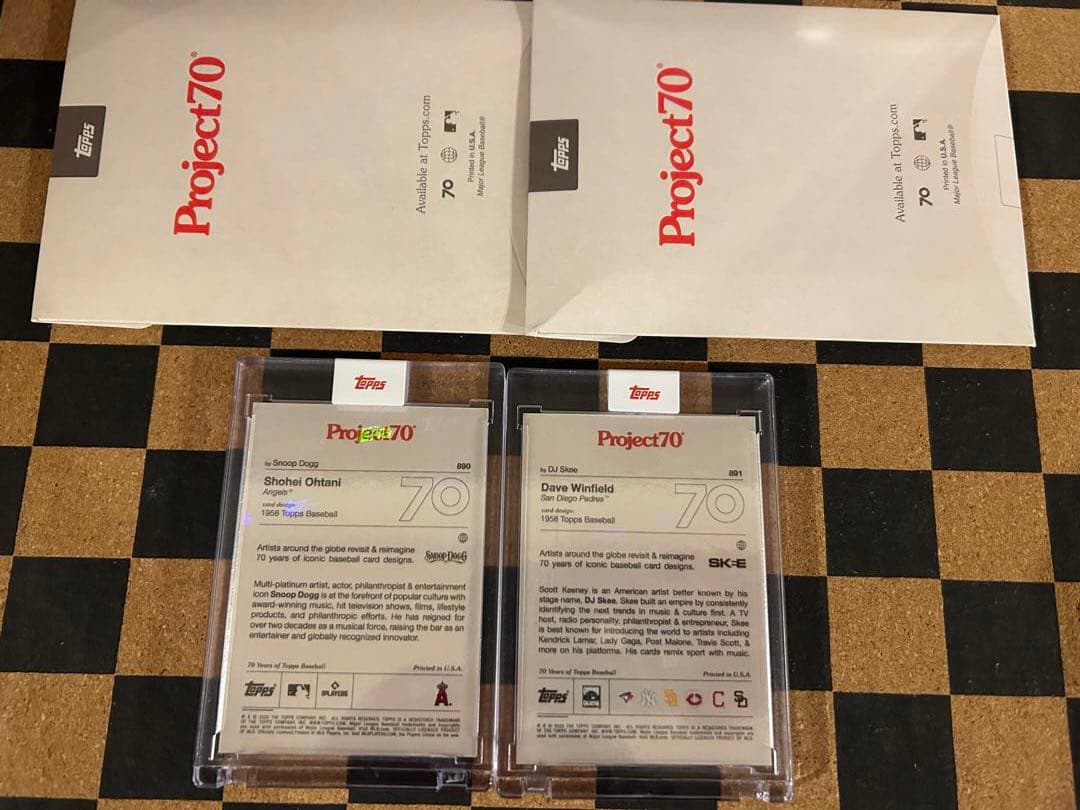 Topps
Project70®
Available at Topps.com
70
Printed in U.S.A.
Major League Baseball®
Topps
Project70®
Available at Topps.com
70
Printed in U.S.A.
Major League Baseball®
Topps
Project70®
by Snoop Dogg
890
Shohei Ohtani
Angels®
70
card design:
1958 Topps Baseball
Artists around the globe revisit & reimagine
70 years of iconic baseball card designs.
SNOOP DOGG
Multi-platinum artist, actor, philanthropist & entertainment
icon Snoop Dogg is at the forefront of popular culture with
award-winning music, hit television shows, films, lifestyle
products, and philanthropic efforts. He has reigned for
over two decades as a musical force, raising the bar as an
entertainer and globally recognized innovator.
70 Years of Topps Baseball
Printed in U.S.A.
Topps
PLAYERS
A
Topps
Project70®
by DJ Skee
891
Dave Winfield
San Diego Padres™
70
card design:
1958 Topps Baseball
Artists around the globe revisit & reimagine
70 years of iconic baseball card designs.
SKEE
Scott Keeney is an American artist better known by his
stage name, DJ Skee. Skee built an empire by consistently
identifying the next trends in music & culture first. A TV
host, radio personality, philanthropist & entrepreneur, Skee
is best known for introducing the world to artists including
Kendrick Lamar, Lady Gaga, Post Malone, Travis Scott, &
more on his platforms. His cards remix sport with music.
70 Years of Topps Baseball
Printed in U.S.A
Topps